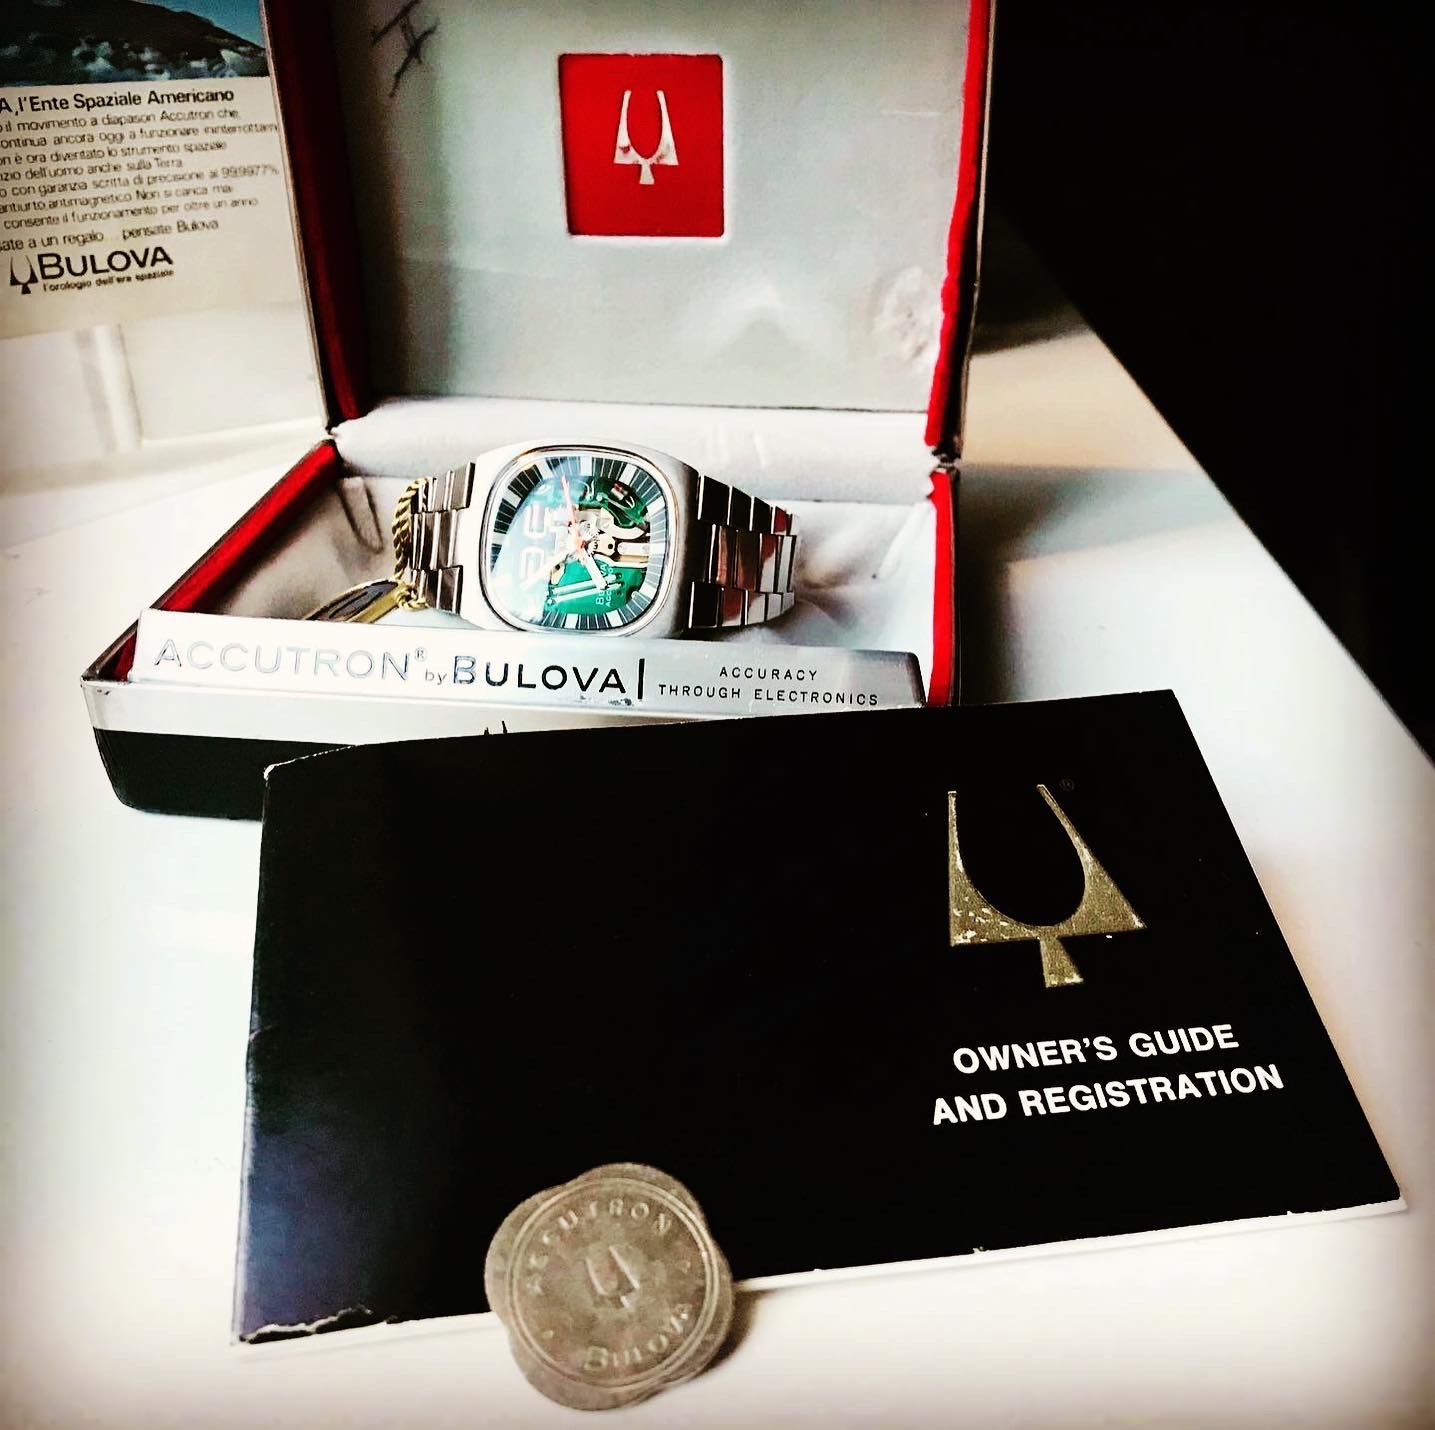 A, l'Ente Spaziale Americano
il movimento a diapason Accutron che,
continua ancora oggi a funzionare ininterrottam
è ora diventato lo strumento spaziale
dell'uomo anche sulla Terra
con garanzia scritta di precisione al 99,9977%
antiurto, antimagnetico Non si carica mai
consente il funzionamento per oltre un anno
a un regalo... pensate Bulova
BULOVA
l'orologio dell'era spaziale
BULOVA
ACCUTRON® by BULOVA | ACCURACY
THROUGH ELECTRONICS
®
OWNER'S GUIDE
AND REGISTRATION
ACCUTRON
BULOVA